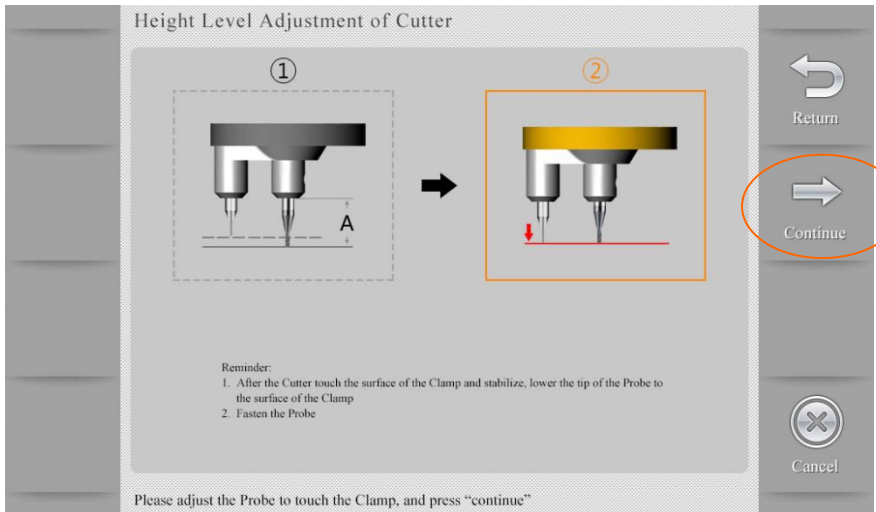 Height Level Adjustment of Cutter
① ②
A
Return
Continue
Reminder:
1. After the Cutter touch the surface of the Clamp and stabilize, lower the tip of the Probe to
the surface of the Clamp
2. Fasten the Probe
Cancel
Please adjust the Probe to touch the Clamp, and press “continue”